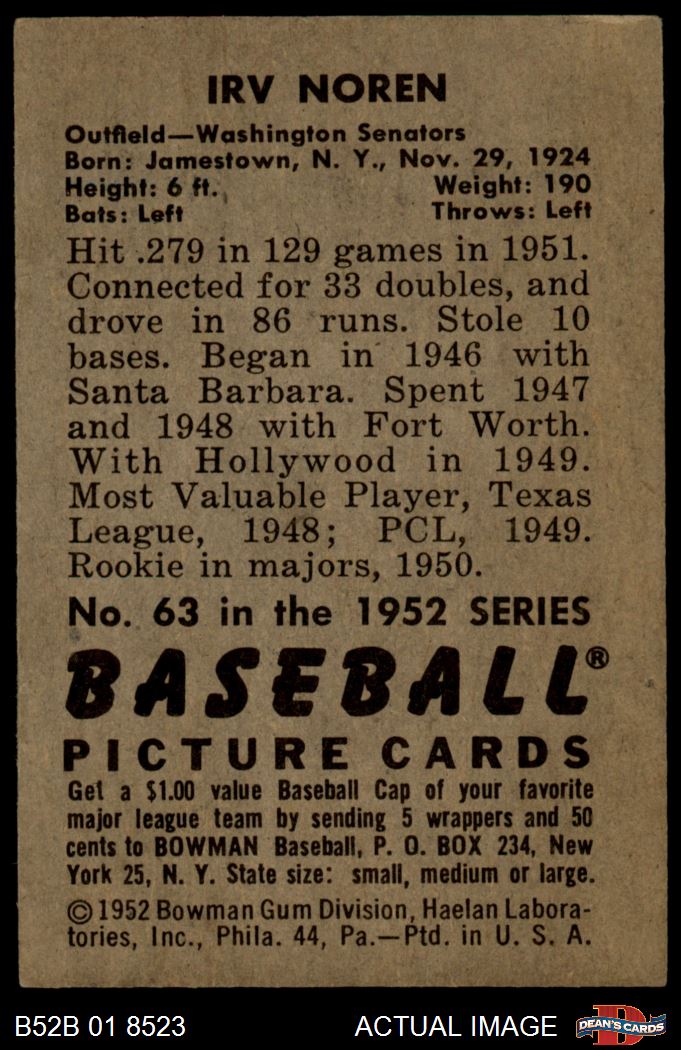 IRV NOREN
Outfield—Washington Senators
Born: Jamestown, N. Y., Nov. 29, 1924
Height: 6 ft. Weight: 190
Bats: Left Throws: Left
Hit .279 in 129 games in 1951.
Connected for 33 doubles, and
drove in 86 runs. Stole 10
bases. Began in 1946 with
Santa Barbara. Spent 1947
and 1948 with Fort Worth.
With Hollywood in 1949.
Most Valuable Player, Texas
League, 1948; PCL, 1949.
Rookie in majors, 1950.
No. 63 in the 1952 SERIES
BASEBALL®
PICTURE CARDS
Get a $1.00 value Baseball Cap of your favorite
major league team by sending 5 wrappers and 50
cents to BOWMAN Baseball, P. O. BOX 234, New
York 25, N. Y. State size: small, medium or large.
© 1952 Bowman Gum Division, Haelan Labora-
tories, Inc., Phila. 44, Pa.—Ptd. in U. S. A.
B52B 01 8523 ACTUAL IMAGE DEAN'S CARDS